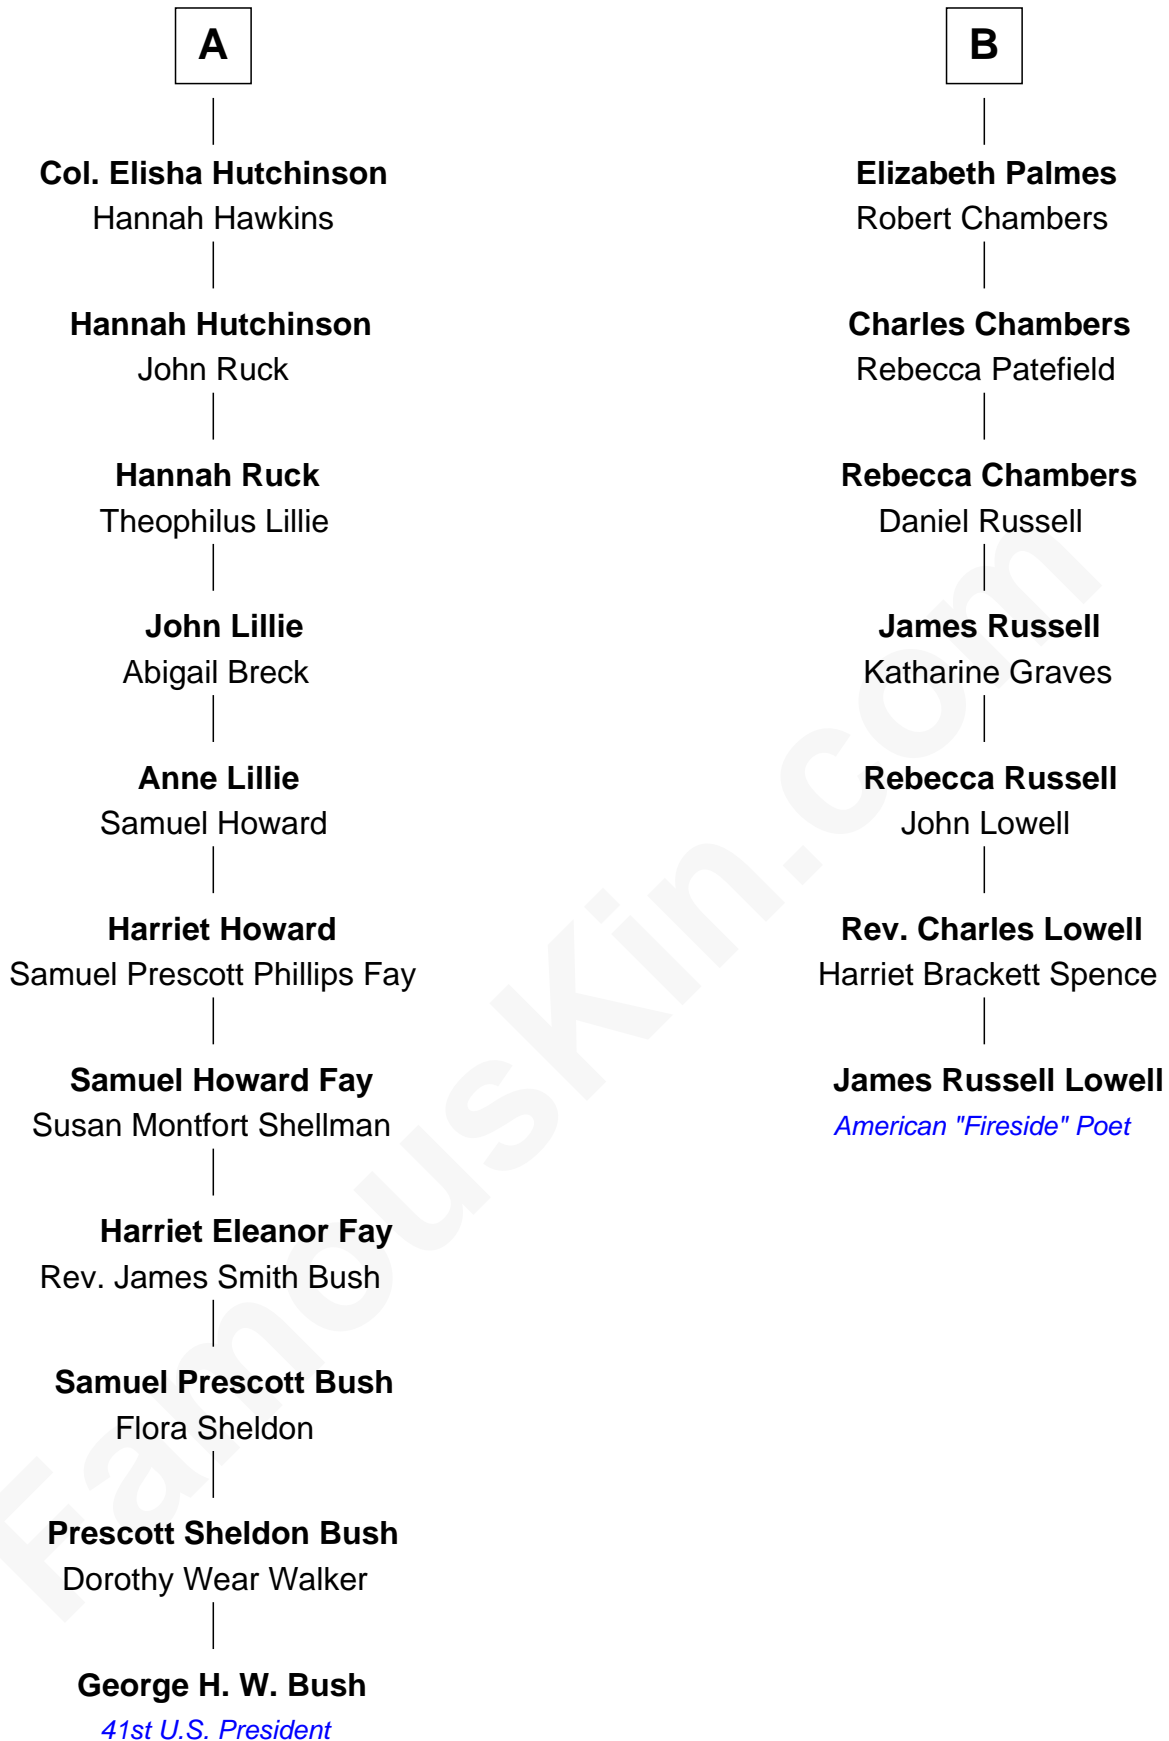 A
Col. Elisha Hutchinson
Hannah Hawkins
Hannah Hutchinson
John Ruck
Hannah Ruck
Theophilus Lillie
John Lillie
Abigail Breck
Anne Lillie
Samuel Howard
Harriet Howard
Samuel Prescott Phillips Fay
Samuel Howard Fay
Susan Montfort Shellman
Harriet Eleanor Fay
Rev. James Smith Bush
Samuel Prescott Bush
Flora Sheldon
Prescott Sheldon Bush
Dorothy Wear Walker
George H. W. Bush
41st U.S. President
B
Elizabeth Palmes
Robert Chambers
Charles Chambers
Rebecca Patefield
Rebecca Chambers
Daniel Russell
James Russell
Katharine Graves
Rebecca Russell
John Lowell
Rev. Charles Lowell
Harriet Brackett Spence
James Russell Lowell
American "Fireside" Poet
FamousKin.com